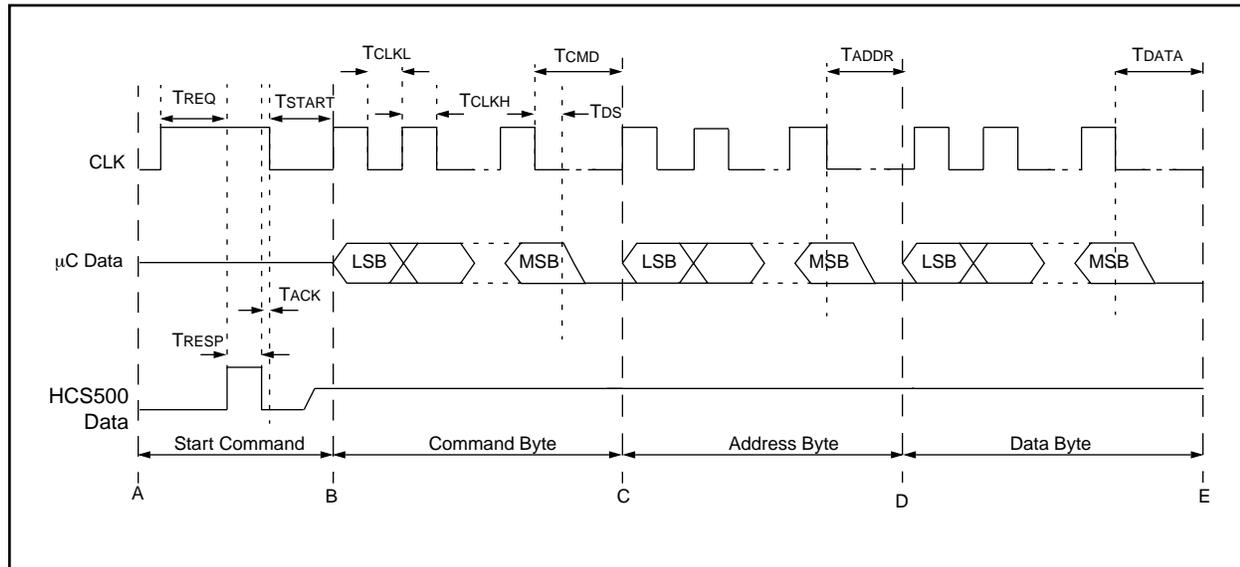 TCLKL
TCMD
TADDR
TDATA
TREQ
TSTART
TCLKH
TDS
CLK
μC Data
LSB
MSB
LSB
MSB
LSB
MSB
TACK
TRESP
HCS500
Data
Start Command
Command Byte
Address Byte
Data Byte
A
B
C
D
E